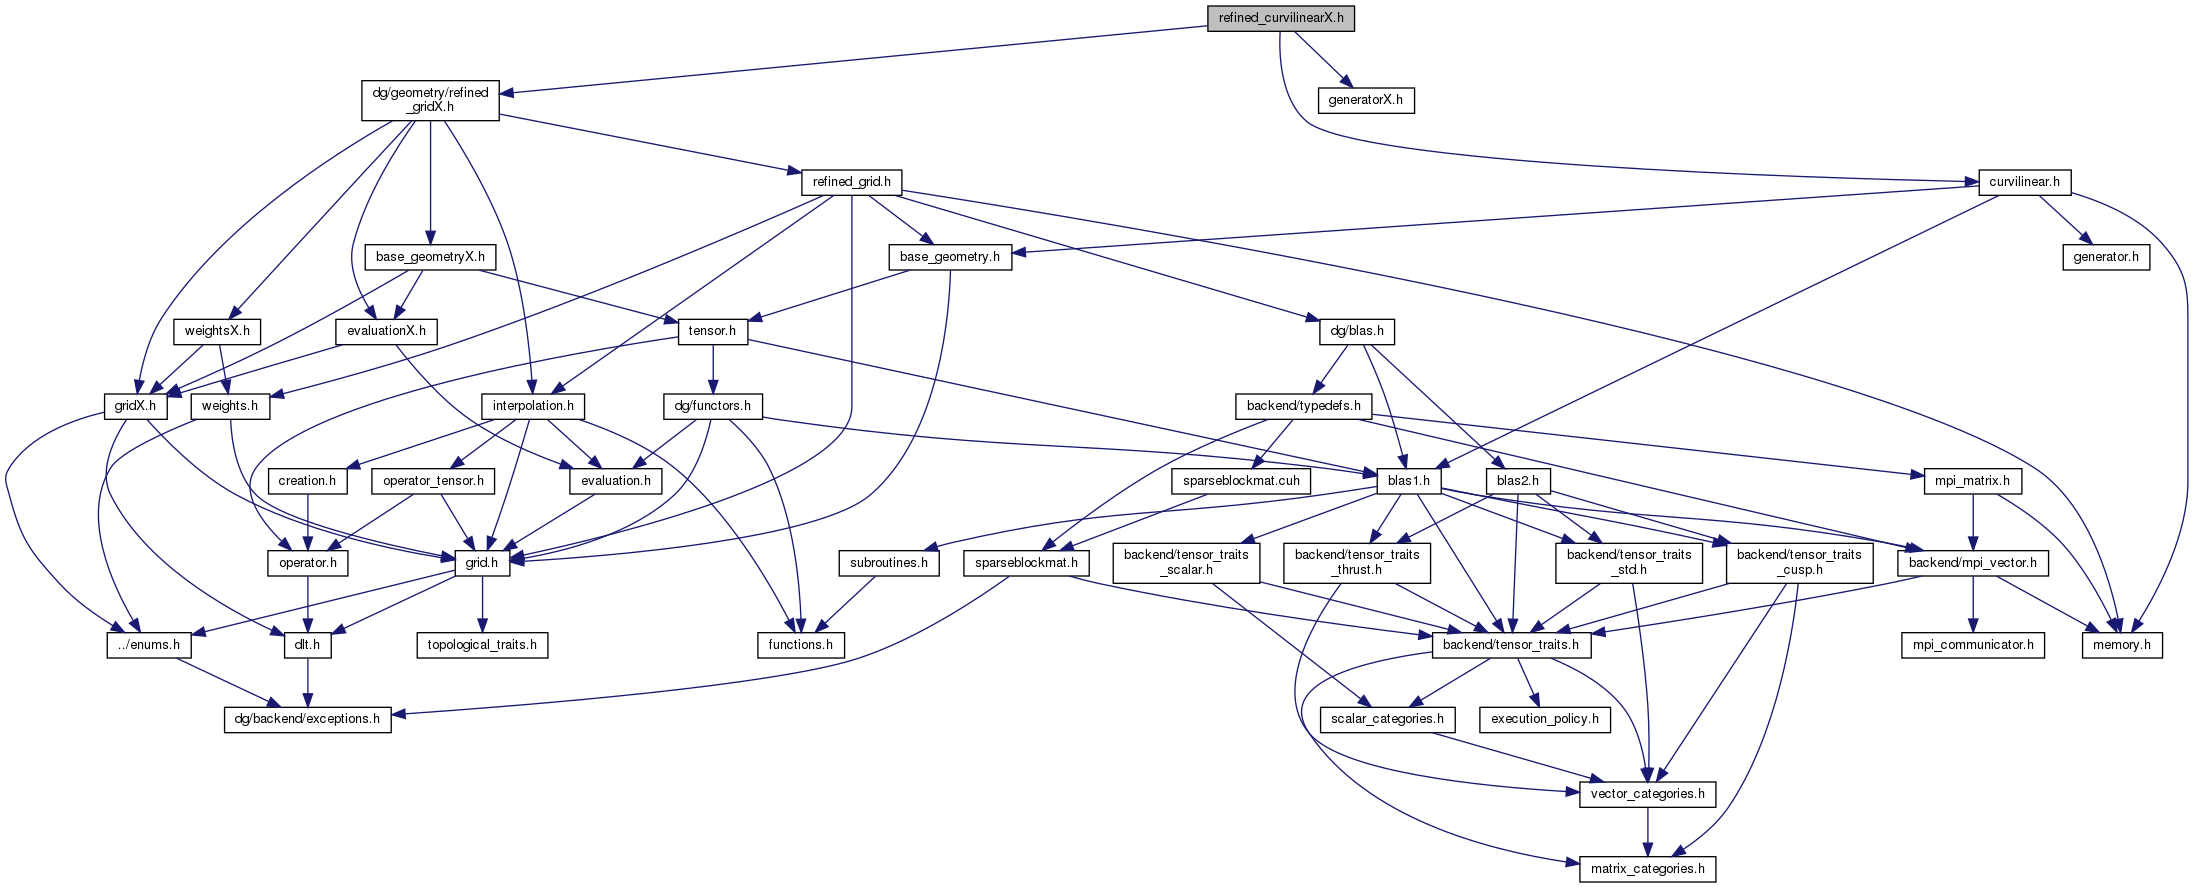 refined_curvilinearX.h
dg/geometry/refined
_gridX.h
generatorX.h
refined_grid.h
curvilinear.h
base_geometryX.h
base_geometry.h
generator.h
weightsX.h
evaluationX.h
tensor.h
dg/blas.h
gridX.h
weights.h
interpolation.h
dg/functors.h
backend/typedefs.h
creation.h
operator_tensor.h
evaluation.h
sparseblockmat.cuh
blas1.h
blas2.h
mpi_matrix.h
operator.h
grid.h
subroutines.h
sparseblockmat.h
backend/tensor_traits
_scalar.h
backend/tensor_traits
_thrust.h
backend/tensor_traits
_std.h
backend/tensor_traits
_cusp.h
backend/mpi_vector.h
../enums.h
dlt.h
topological_traits.h
functions.h
backend/tensor_traits.h
mpi_communicator.h
memory.h
dg/backend/exceptions.h
scalar_categories.h
execution_policy.h
vector_categories.h
matrix_categories.h